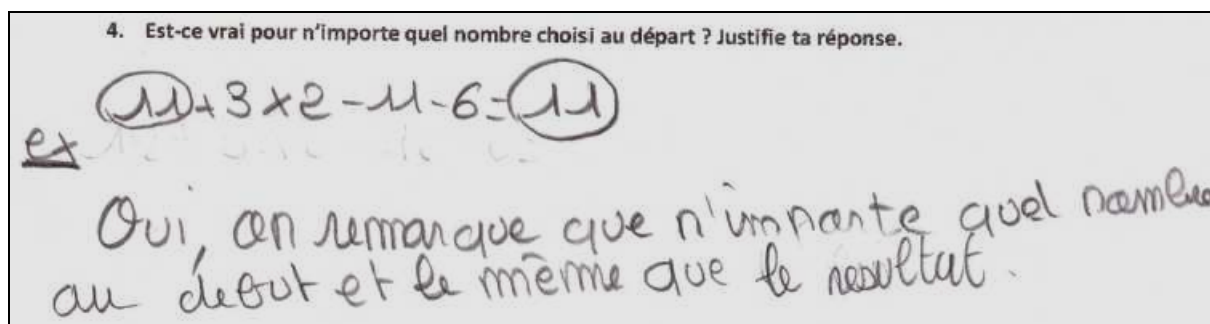 4. Est-ce vrai pour n'importe quel nombre choisi au départ ? Justifie ta réponse.
11+3×2-11-6=11
ex
Oui, on remarque que n'importe quel nombre
au debut et le même que le resultat.